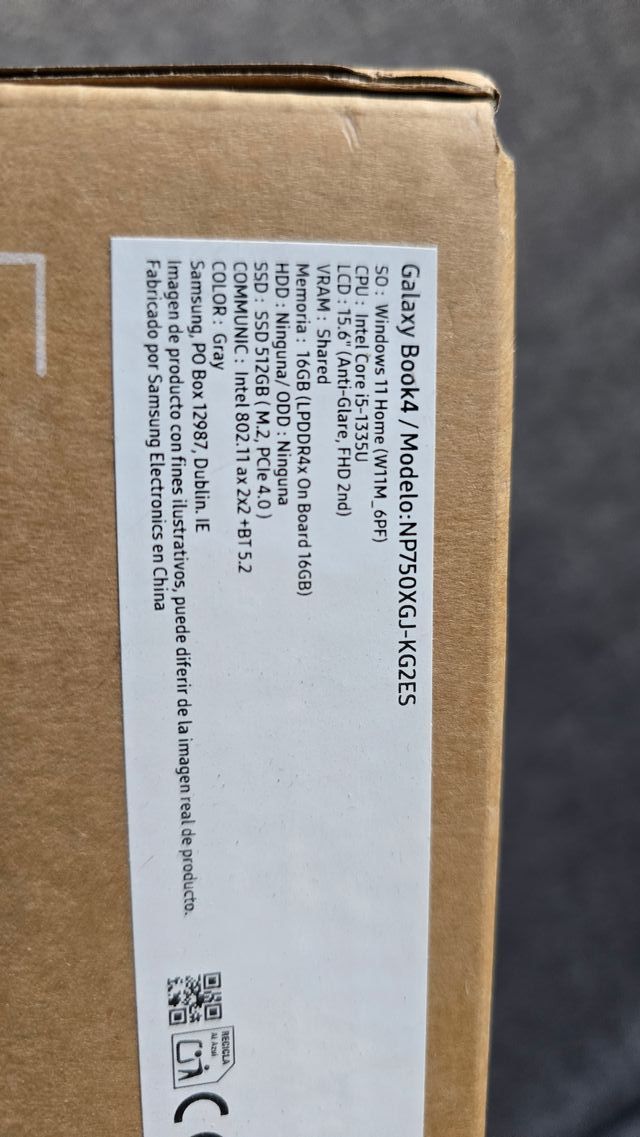 Galaxy Book4 / Modelo:NP750XGJ-KG2ES
SO : Windows 11 Home (W11M_6PF)
CPU : Intel Core i5-1335U
LCD : 15.6" (Anti-Glare, FHD 2nd)
VRAM : Shared
Memoria : 16GB (LPDDR4x On Board 16GB)
HDD : Ninguna/ ODD : Ninguna
SSD : SSD 512GB ( M.2, PCIe 4.0 )
COMMUNIC : Intel 802.11 ax 2x2 +BT 5.2
COLOR : Gray
Samsung, PO Box 12987, Dublin. IE
Imagen de producto con fines ilustrativos, puede diferir de la imagen real de producto.
Fabricado por Samsung Electronics en China
RECICLA
Al Azul